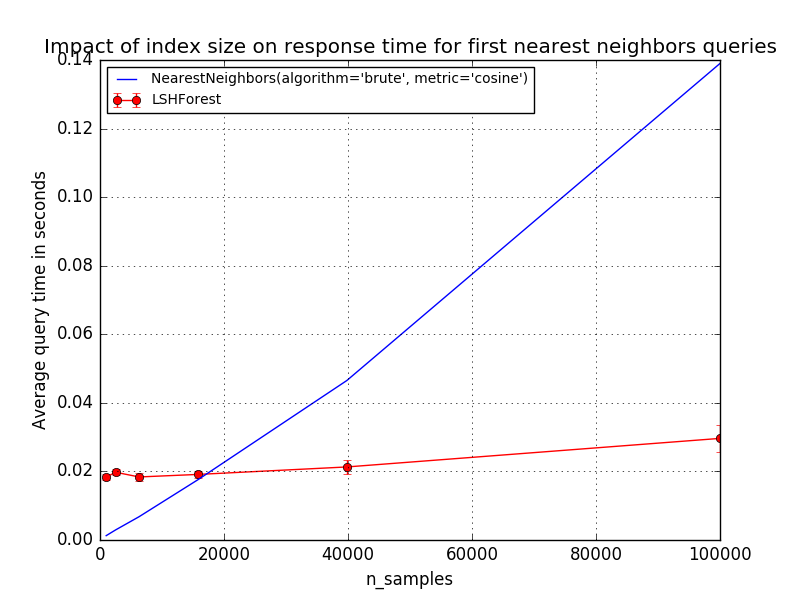 Impact of index size on response time for first nearest neighbors queries
NearestNeighbors(algorithm='brute', metric='cosine')
LSHForest
Average query time in seconds
0.14
0.12
0.10
0.08
0.06
0.04
0.02
0.00
0 20000 40000 60000 80000 100000
n_samples